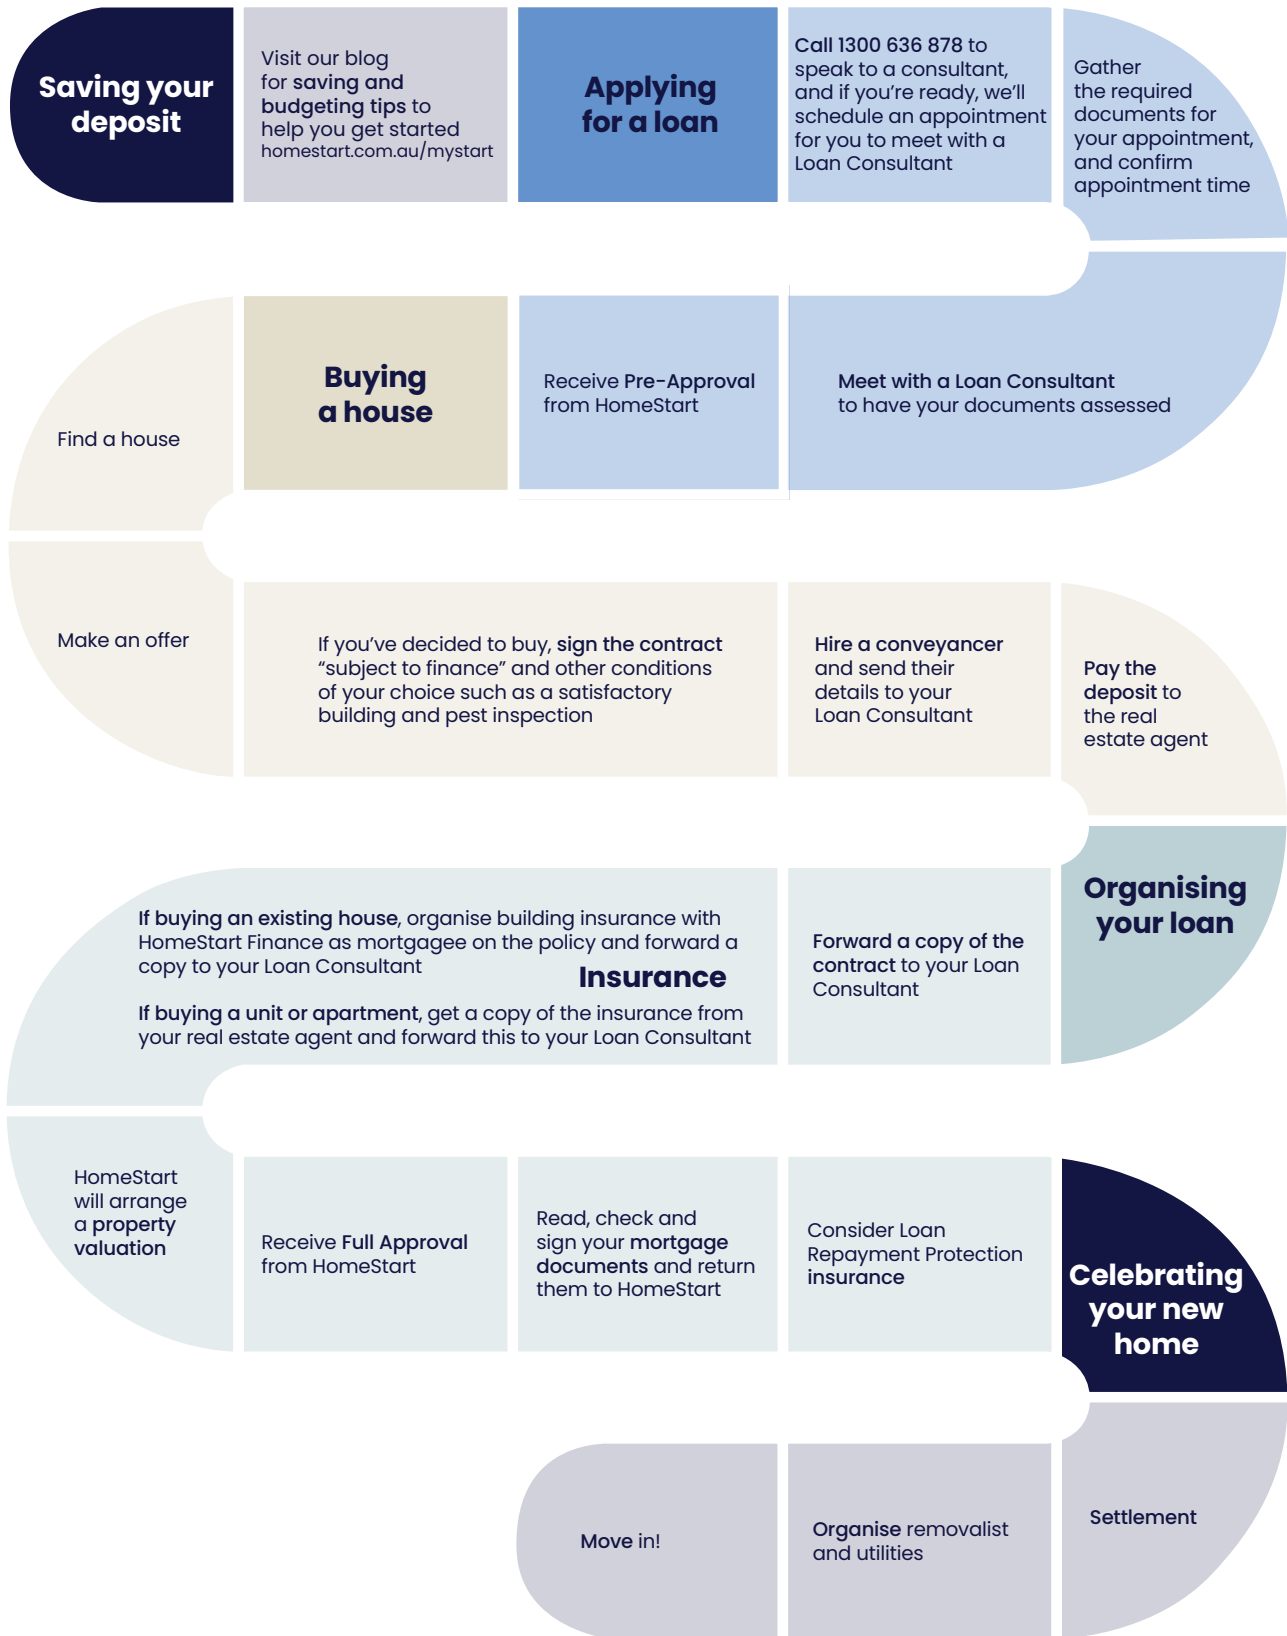 Saving your
deposit
Visit our blog
for saving and
budgeting tips to
help you get started
homestart.com.au/mystart
Applying
for a loan
Call 1300 636 878 to
speak to a consultant,
and if you’re ready, we’ll
schedule an appointment
for you to meet with a
Loan Consultant
Gather
the required
documents for
your appointment,
and confirm
appointment time
Meet with a Loan Consultant
to have your documents assessed
Receive Pre-Approval
from HomeStart
Buying
a house
Find a house
Make an offer
If you’ve decided to buy, sign the contract
“subject to finance” and other conditions
of your choice such as a satisfactory
building and pest inspection
Hire a conveyancer
and send their
details to your
Loan Consultant
Pay the
deposit to
the real
estate agent
Organising
your loan
Forward a copy of the
contract to your Loan
Consultant
If buying an existing house, organise building insurance with
HomeStart Finance as mortgagee on the policy and forward a
copy to your Loan Consultant
Insurance
If buying a unit or apartment, get a copy of the insurance from
your real estate agent and forward this to your Loan Consultant
HomeStart
will arrange
a property
valuation
Receive Full Approval
from HomeStart
Read, check and
sign your mortgage
documents and return
them to HomeStart
Consider Loan
Repayment Protection
insurance
Celebrating
your new
home
Settlement
Organise removalist
and utilities
Move in!